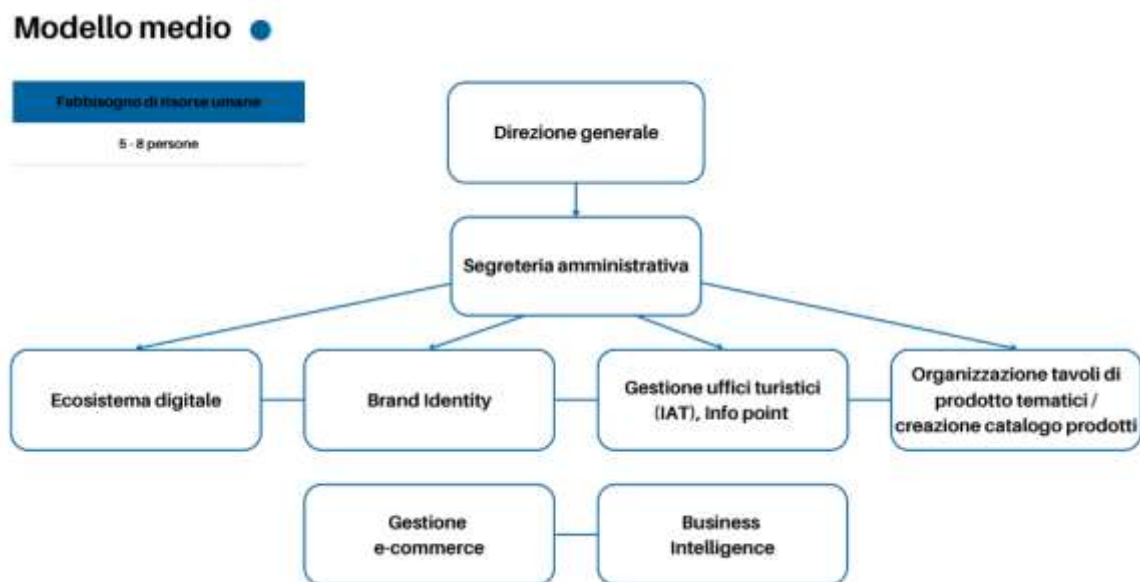 Modello medio
Fabbisogno di risorse umane
5 - 8 persone
Direzione generale
Segreteria amministrativa
Ecosistema digitale
Brand Identity
Gestione uffici turistici
(IAT), Info point
Organizzazione tavoli di
prodotto tematici /
creazione catalogo prodotti
Gestione
e-commerce
Business
Intelligence